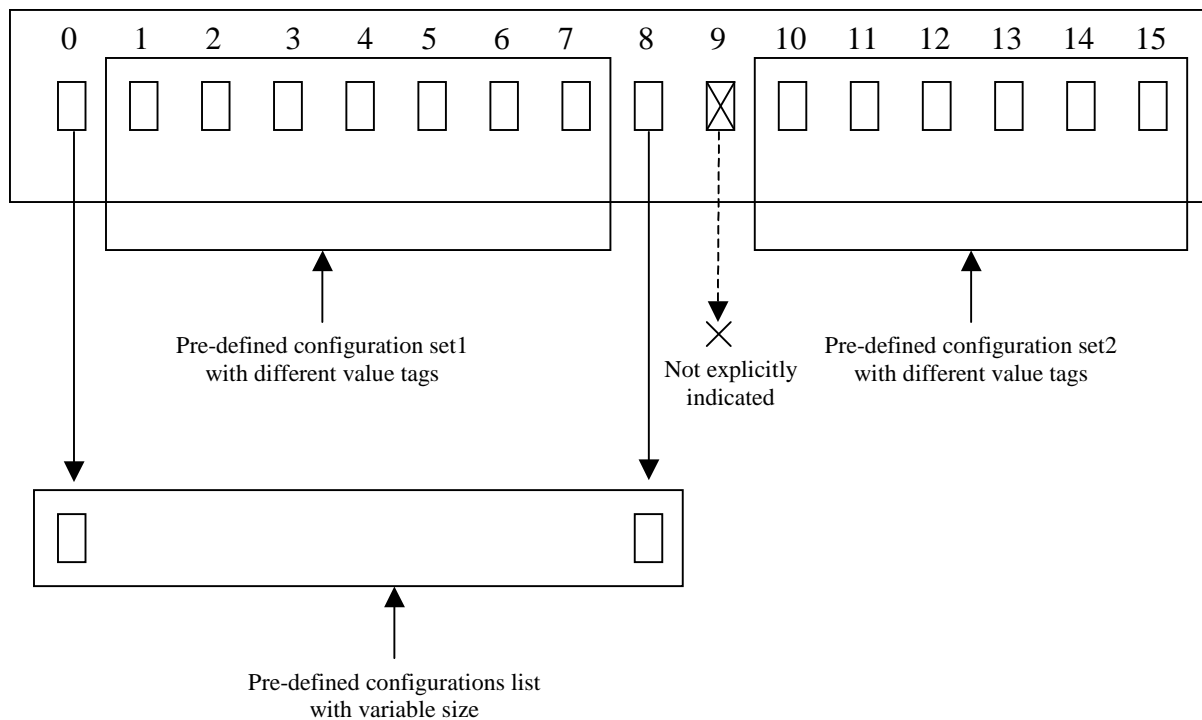 0 1 2 3 4 5 6 7 8 9 10 11 12 13 14 15
Pre-defined configuration set1
with different value tags
Not explicitly
indicated
Pre-defined configuration set2
with different value tags
Pre-defined configurations list
with variable size